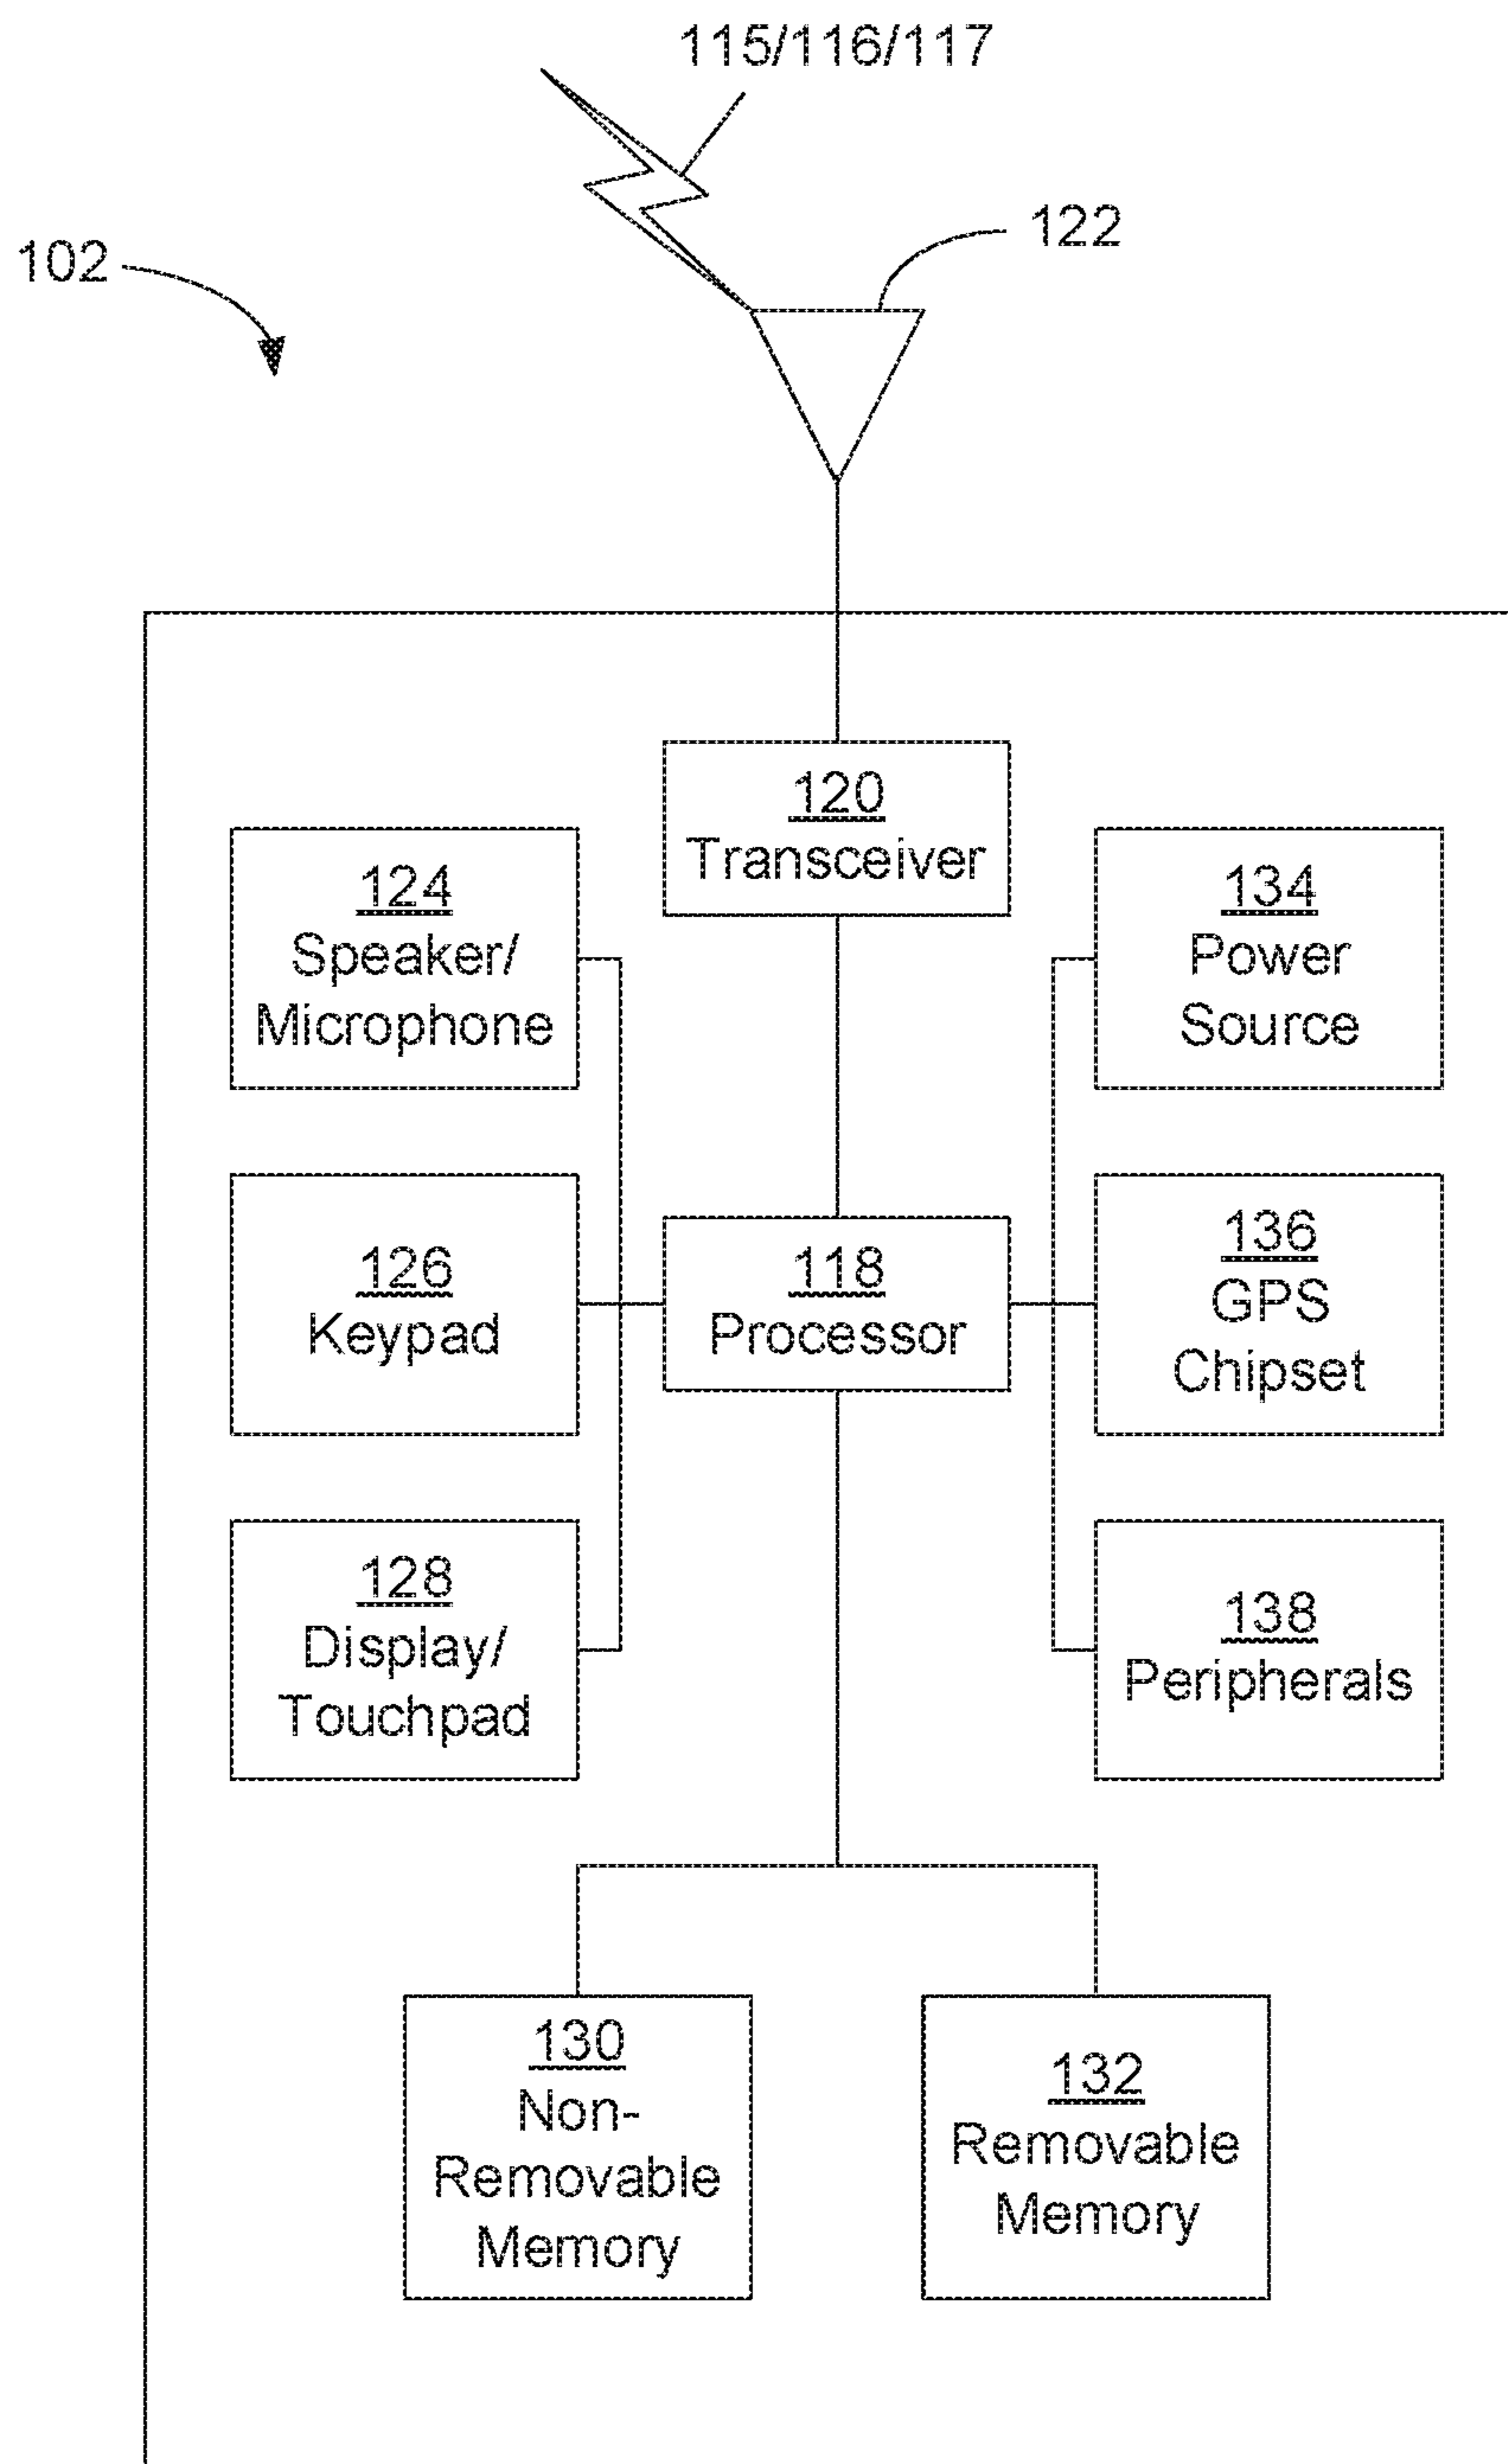 115/116/117
122
102
120
Transceiver
124
Speaker/
Microphone
134
Power
Source
126
Keypad
118
Processor
136
GPS
Chipset
128
Display/
Touchpad
138
Peripherals
130
Non-
Removable
Memory
132
Removable
Memory